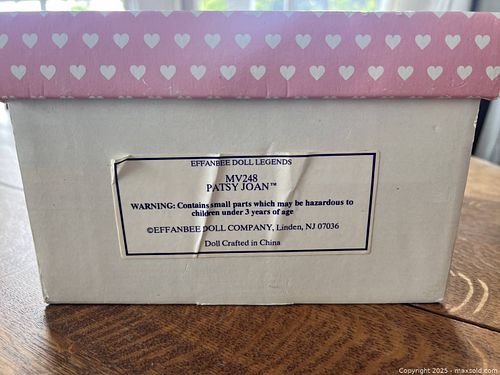 EFFANBEE DOLL LEGENDS
MV248
PATSY JOAN™
WARNING: Contains small parts which may be hazardous to
children under 3 years of age
©EFFANBEE DOLL COMPANY, Linden, NJ 07036
Doll Crafted in China
Copyright 2025 - maxsold.com